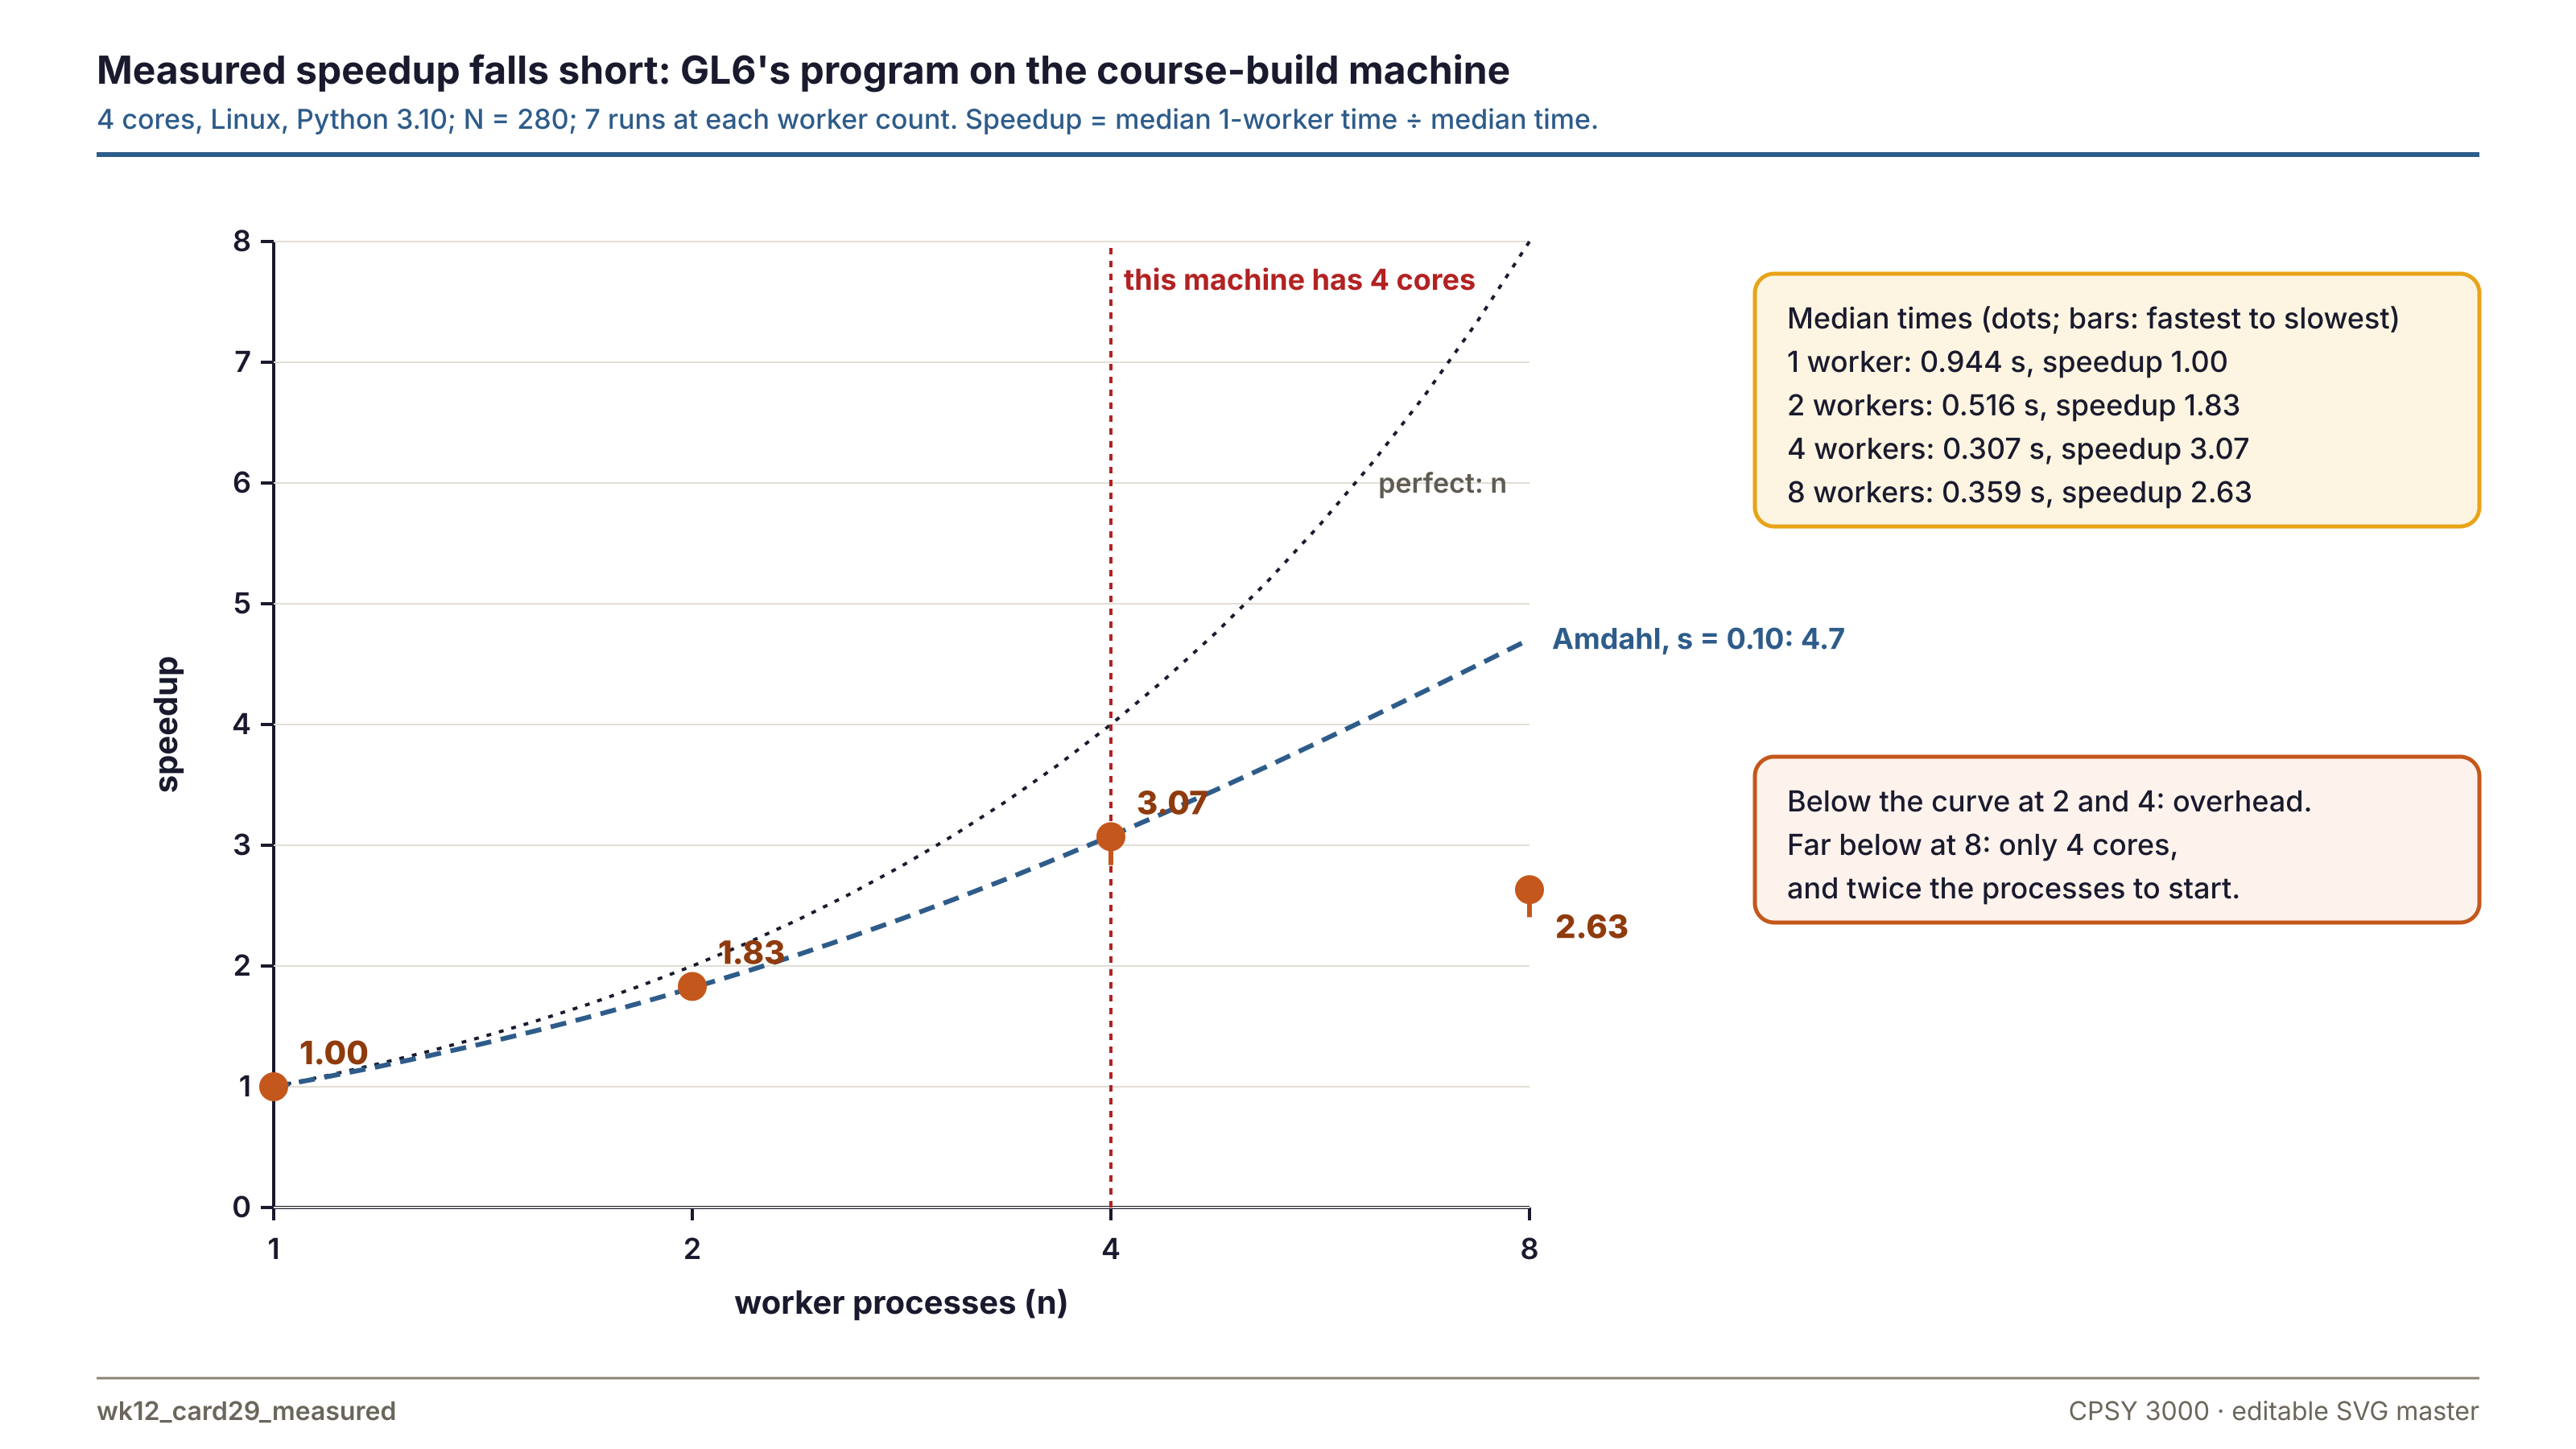 Measured speedup falls short: GL6's program on the course-build machine
4 cores, Linux, Python 3.10; N = 280; 7 runs at each worker count. Speedup = median 1-worker time ÷ median time.
8
7
6
5
4
3
2
1
0
speedup
this machine has 4 cores
perfect: n
Amdahl, s = 0.10: 4.7
3.07
2.63
1.83
1.00
1
2
4
8
worker processes (n)
Median times (dots; bars: fastest to slowest)
1 worker: 0.944 s, speedup 1.00
2 workers: 0.516 s, speedup 1.83
4 workers: 0.307 s, speedup 3.07
8 workers: 0.359 s, speedup 2.63
Below the curve at 2 and 4: overhead.
Far below at 8: only 4 cores,
and twice the processes to start.
wk12_card29_measured
CPSY 3000 · editable SVG master